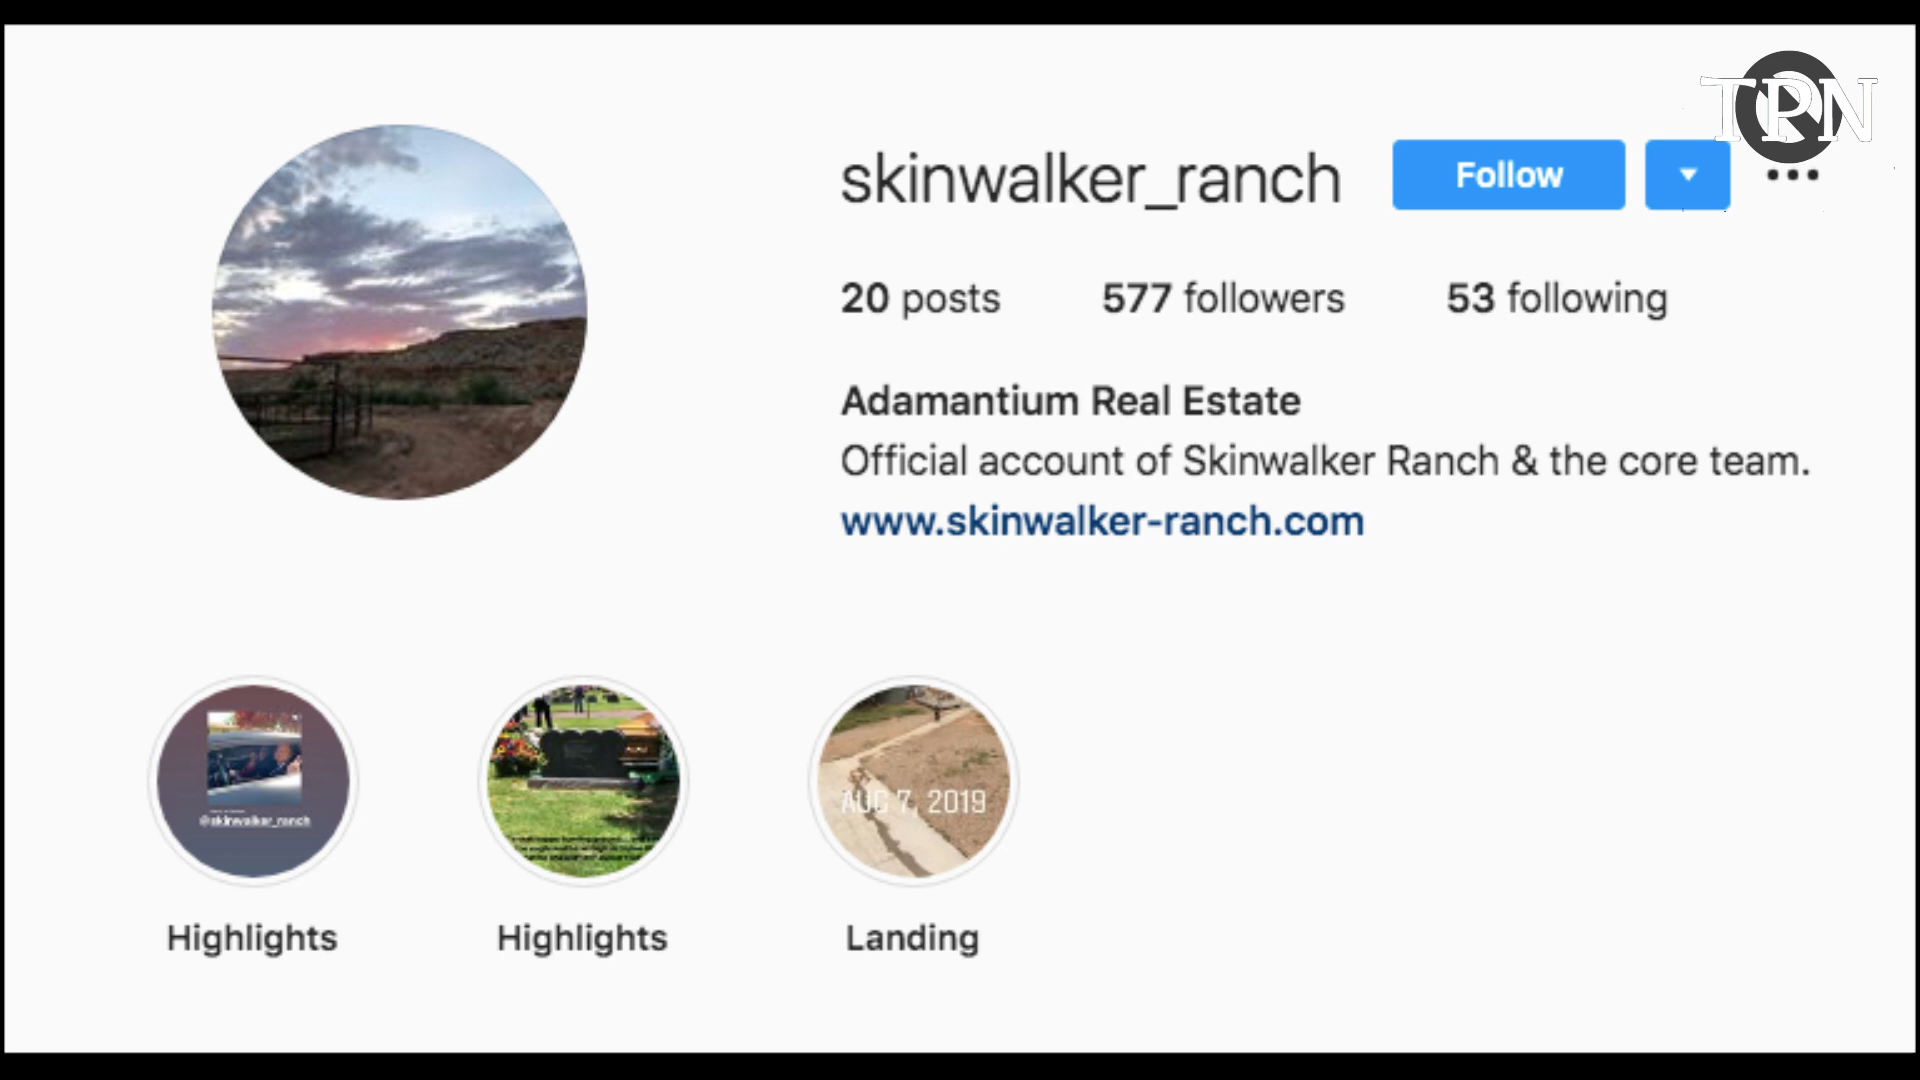 TPN
skinwalker_ranch
Follow
20 posts 577 followers 53 following
Adamantium Real Estate
Official account of Skinwalker Ranch & the core team.
www.skinwalker-ranch.com
@skinwalker_ranch
AUG 7, 2019
Highlights Highlights Landing